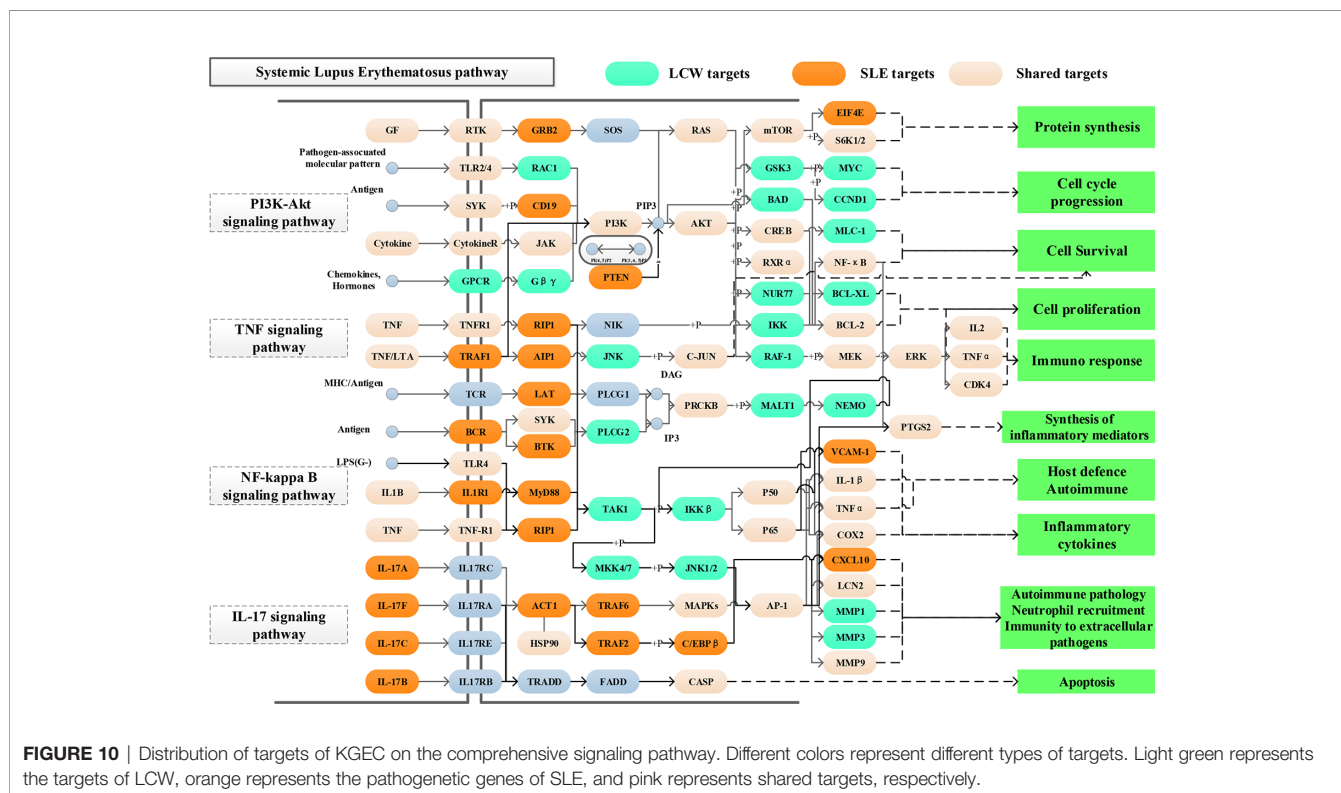 Systemic Lupus Erythematosus pathway
LCW targets
SLE targets
Shared targets
GF
RTK
GRB2
SOS
RAS
mTOR
EIF4E
S6K1/2
+P
Protein synthesis
Pathogen-assocuated
molecular pattern
TLR2/4
RAC1
GSK3
+P
MYC
+P
Cell cycle
progression
PI3K-Akt
signaling pathway
Antigen
SYK
+P
CD19
PIP3
+P
BAD
CCND1
PI3K
AKT
+P
CREB
MLC-1
Cell Survival
Cytokine
CytokineR
JAK
+P
RXR α
NF-κB
PTEN
Chemokines,
Hormones
GPCR
G β γ
+P
NUR77
BCL-XL
Cell proliferation
TNF signaling
pathway
TNF
TNFR1
RIP1
NIK
+P
IKK
BCL-2
IL2
TNF/LTA
TRAF1
AIP1
JNK
+P
C-JUN
RAF-1
+P
MEK
ERK
TNF α
CDK4
Immuno response
MHC/Antigen
TCR
LAT
PLCG1
DAG
PRCKB
+P
MALT1
NEMO
Antigen
BCR
SYK
BTK
PLCG2
IP3
PTGS2
Synthesis of
inflammatory mediators
NF-kappa B
signaling pathway
LPS(G-)
TLR4
VCAM-1
IL1B
IL1R1
MyD88
TAK1
IKK β
P50
IL-1 β
Host defence
Autoimmune
TNF
TNF-R1
RIP1
P65
TNF α
COX2
Inflammatory
cytokines
+P
IL-17 signaling
pathway
IL-17A
IL17RC
MKK4/7
+P
JNK1/2
CXCL10
LCN2
IL-17F
IL17RA
ACT1
TRAF6
MAPKs
AP-1
MMP1
Autoimmune pathology
Neutrophil recruitment
Immunity to extracellular
pathogens
IL-17C
IL17RE
HSP90
TRAF2
+P
C/EBP β
MMP3
MMP9
IL-17B
IL17RB
TRADD
FADD
CASP
Apoptosis
FIGURE 10 | Distribution of targets of KGEC on the comprehensive signaling pathway. Different colors represent different types of targets. Light green represents
the targets of LCW, orange represents the pathogenetic genes of SLE, and pink represents shared targets, respectively.